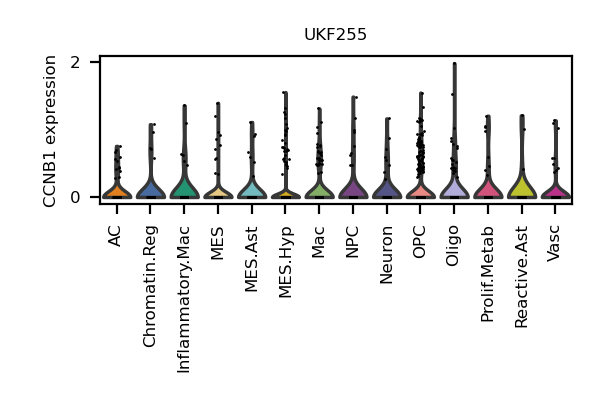 UKF255
CCNB1 expression
2
0
AC
Chromatin.Reg
Inflammatory.Mac
MES
MES.Ast
MES.Hyp
Mac
NPC
Neuron
OPC
Oligo
Prolif.Metab
Reactive.Ast
Vasc